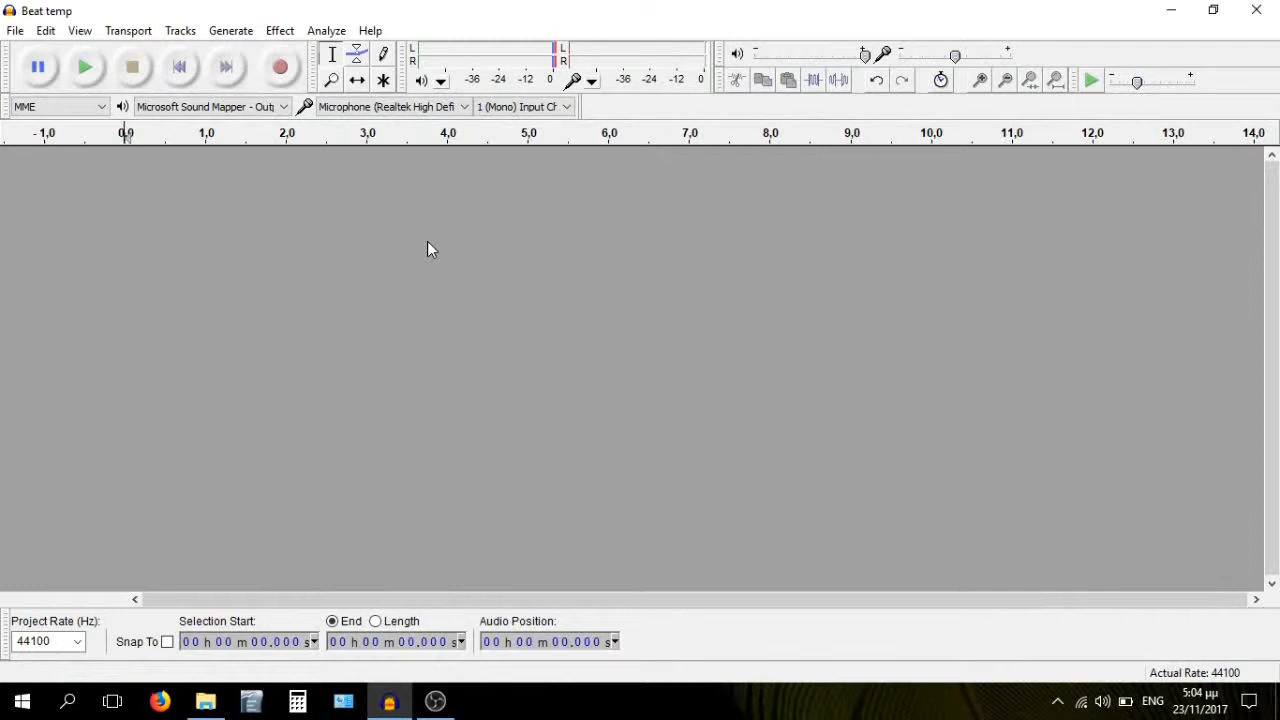 Beat temp
File Edit View Transport Tracks Generate Effect Analyze Help
L L
R R
-36 -24 -12 0 -36 -24 -12 0
MME Microsoft Sound Mapper - Outp Microphone (Realtek High Defi 1 (Mono) Input Ch
- 1,0 0,0 1,0 2,0 3,0 4,0 5,0 6,0 7,0 8,0 9,0 10,0 11,0 12,0 13,0 14,0
Project Rate (Hz): Selection Start: End Length Audio Position:
44100 Snap To 00 h 00 m 00.000 s 00 h 00 m 00.000 s 00 h 00 m 00.000 s
Actual Rate: 44100
ENG 5:04 μμ
23/11/2017